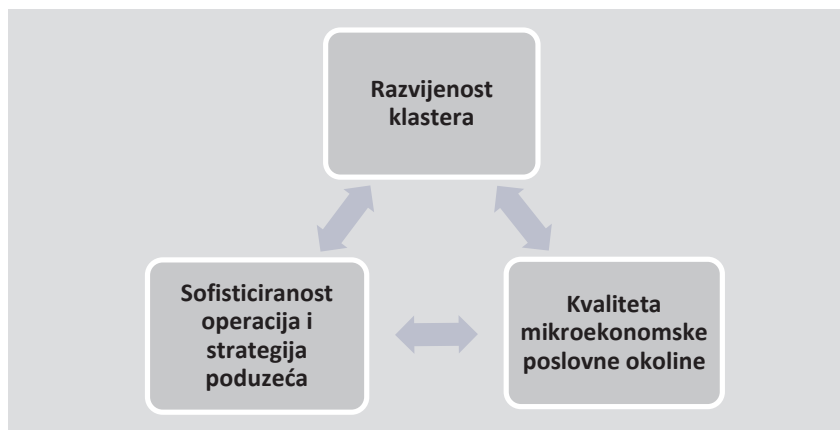 Razvijenost
klastera
Sofisticiranost
operacija i
strategija
poduzeća
Kvaliteta
mikroekonomske
poslovne okoline